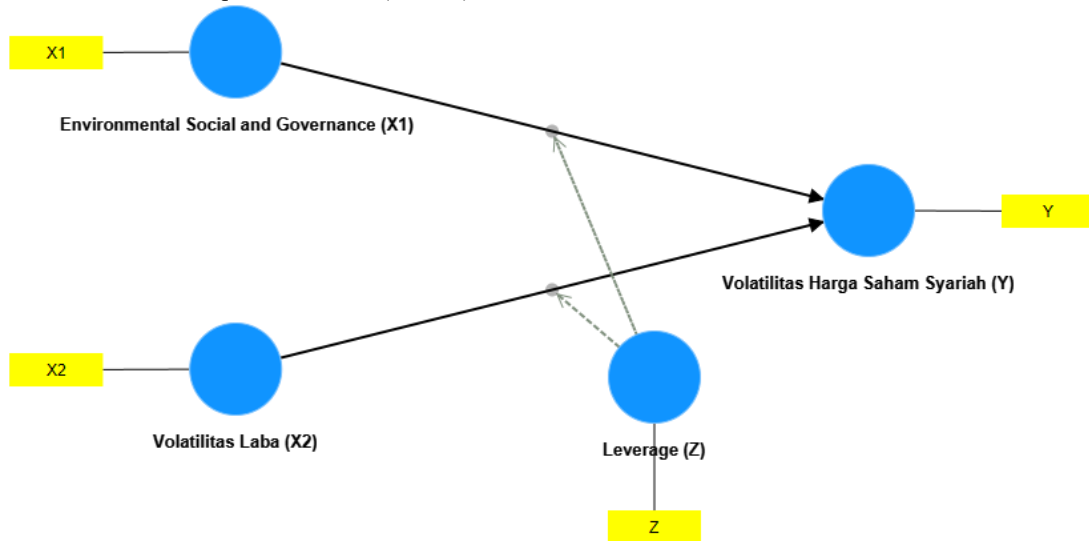 X1
Environmental Social and Governance (X1)
Y
Volatilitas Harga Saham Syariah (Y)
X2
Volatilitas Laba (X2)
Leverage (Z)
Z